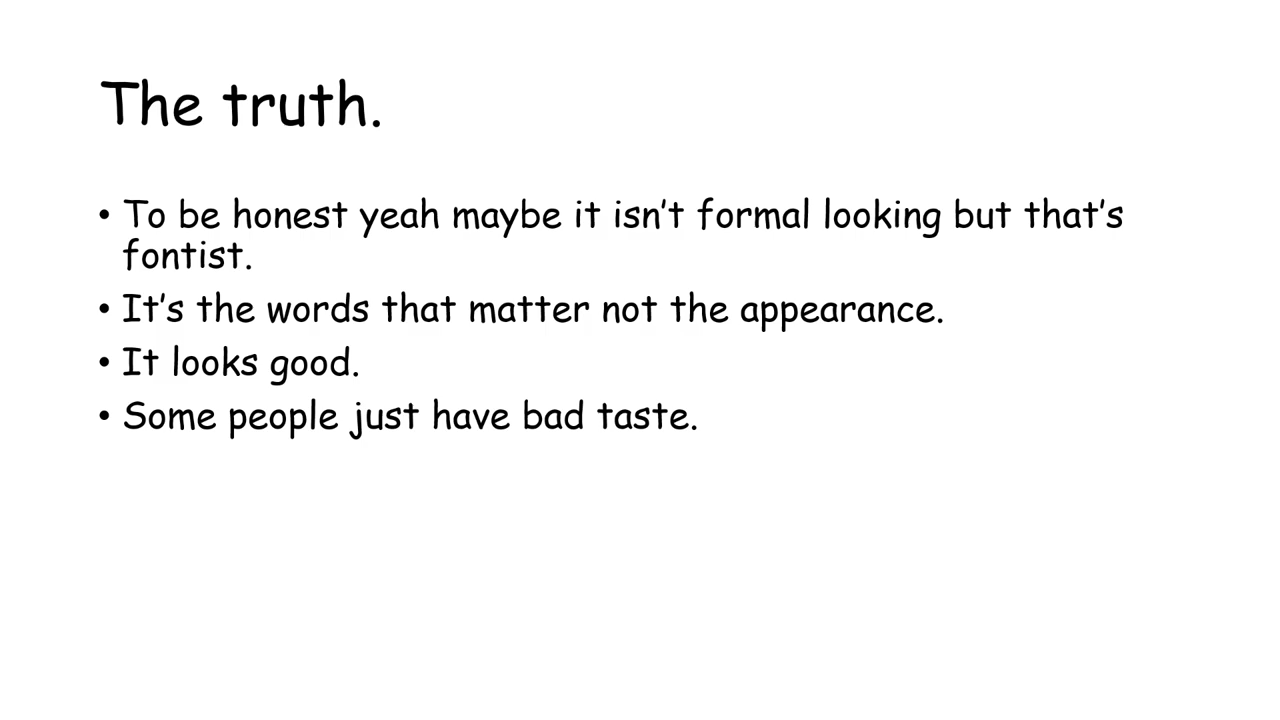 The truth.
• To be honest yeah maybe it isn’t formal looking but that’s
fontist.
• It’s the words that matter not the appearance.
• It looks good.
• Some people just have bad taste.